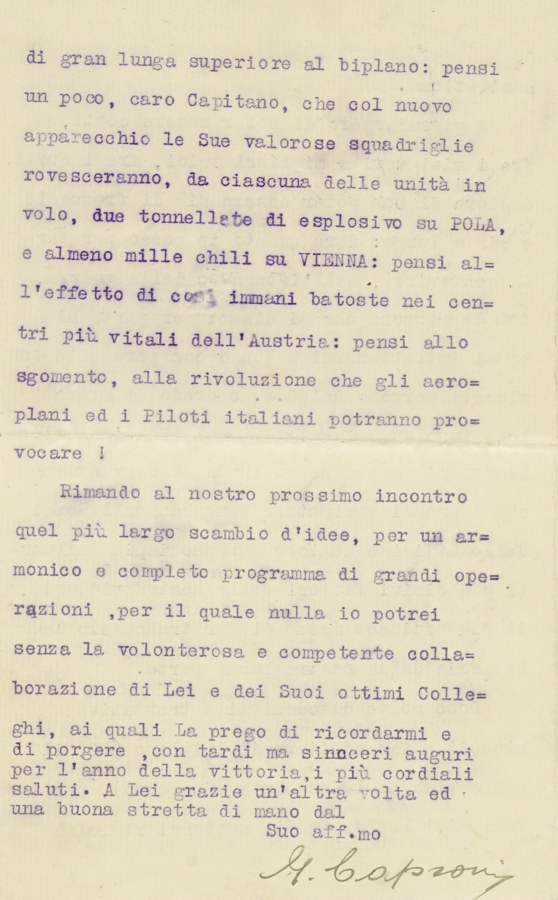 di gran lunga superiore al biplano: pensi
un poco, caro Capitano, che col nuovo
apparecchio le Sue valorose squadriglie
rovesceranno, da ciascuna delle unità in
volo, due tonnellate di esplosivo su POLA,
e almeno mille chili su VIENNA: pensi al=
l'effetto di così immani batoste nei cen=
tri più vitali dell'Austria: pensi allo
sgomento, alla rivoluzione che gli aero=
plani ed i Piloti italiani potranno pro=
vocare !
Rimando al nostro prossimo incontro
quel più largo scambio d'idee, per un ar=
monico e completo programma di grandi ope=
razioni ,per il quale nulla io potrei
senza la volonterosa e competente colla=
borazione di Lei e dei Suoi ottimi Colle=
ghi, ai quali La prego di ricordarmi e
di porgere ,con tardi ma sinnceri auguri
per l'anno della vittoria,i più cordiali
saluti. A Lei grazie un'altra volta ed
una buona stretta di mano dal
Suo aff.mo
G. Caproni